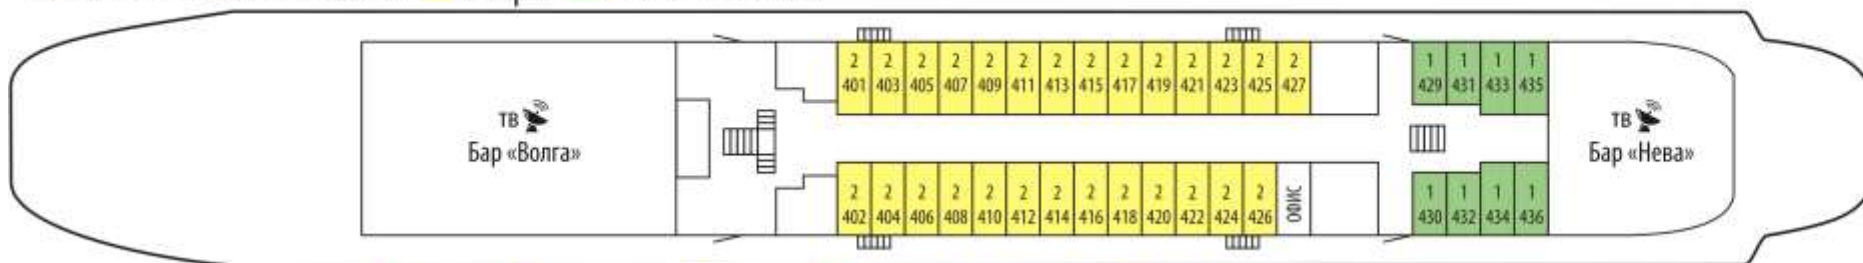 2 2 2 2 2 2 2 2 2 2 2 2 2 2 1 1 1 1
401 403 405 407 409 411 413 415 417 419 421 423 425 427 429 431 433 435
ТВ ТВ
Бар «Волга» Бар «Нева»
2 2 2 2 2 2 2 2 2 2 2 2 2 ОФИС 1 1 1 1
402 404 406 408 410 412 414 416 418 420 422 424 426 430 432 434 436